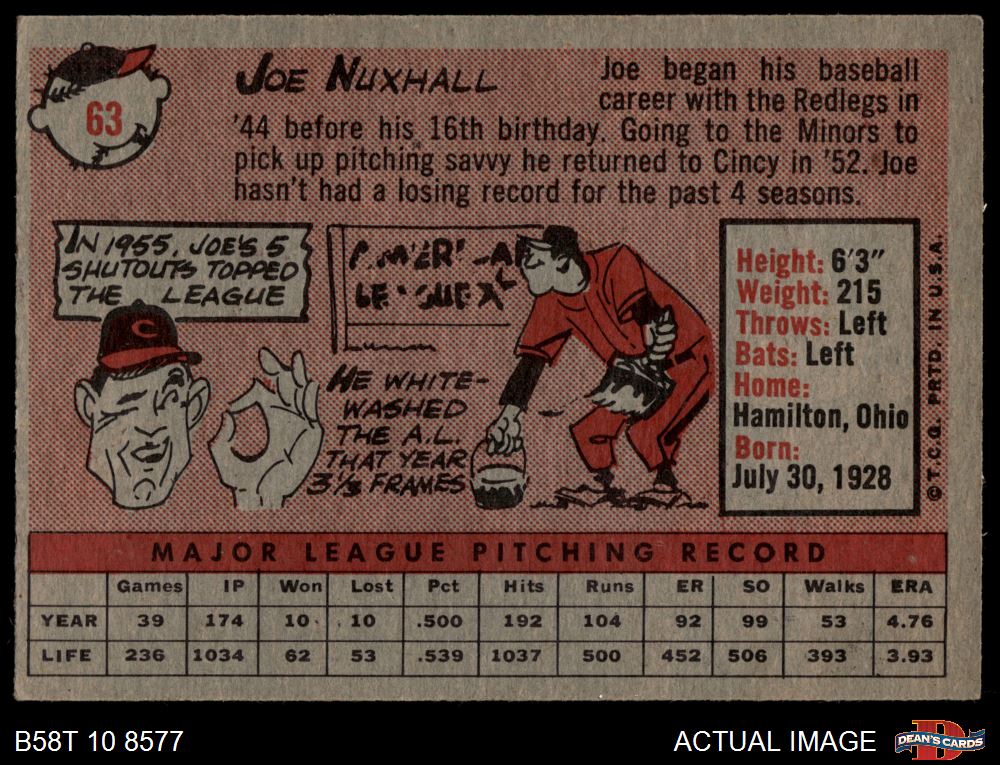 63
JOE NUXHALL
Joe began his baseball
career with the Redlegs in
'44 before his 16th birthday. Going to the Minors to
pick up pitching savvy he returned to Cincy in '52. Joe
hasn't had a losing record for the past 4 seasons.
IN 1955, JOE'S 5
SHUTOUTS TOPPED
THE LEAGUE
C
HE WHITE-
WASHED
THE A.L.
THAT YEAR
3⅓ FRAMES
Height: 6'3"
Weight: 215
Throws: Left
Bats: Left
Home:
Hamilton, Ohio
Born:
July 30, 1928
©T.C.G. PRTD. IN U.S.A.
MAJOR LEAGUE PITCHING RECORD
Games IP Won Lost Pct Hits Runs ER SO Walks ERA
YEAR 39 174 10 10 .500 192 104 92 99 53 4.76
LIFE 236 1034 62 53 .539 1037 500 452 506 393 3.93
B58T 10 8577
ACTUAL IMAGE
DEAN'S CARDS